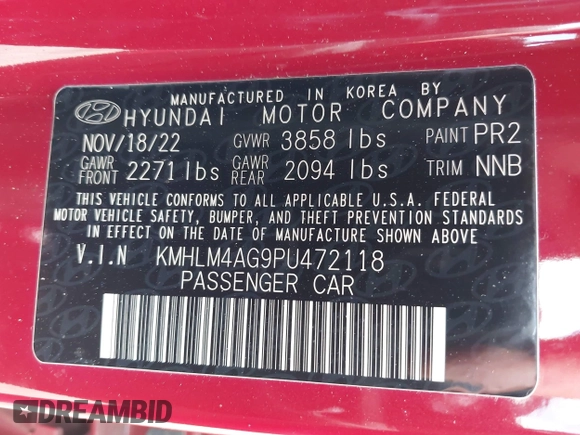 MANUFACTURED IN KOREA BY
HYUNDAI MOTOR COMPANY
NOV/18/22 GVWR 3858 lbs PAINT PR2
GAWR FRONT 2271 lbs GAWR REAR 2094 lbs TRIM NNB
THIS VEHICLE CONFORMS TO ALL APPLICABLE U.S.A. FEDERAL
MOTOR VEHICLE SAFETY, BUMPER, AND THEFT PREVENTION STANDARDS
IN EFFECT ON THE DATE OF MANUFACTURE SHOWN ABOVE.
V.I.N KMHLM4AG9PU472118
PASSENGER CAR
DREAMBID